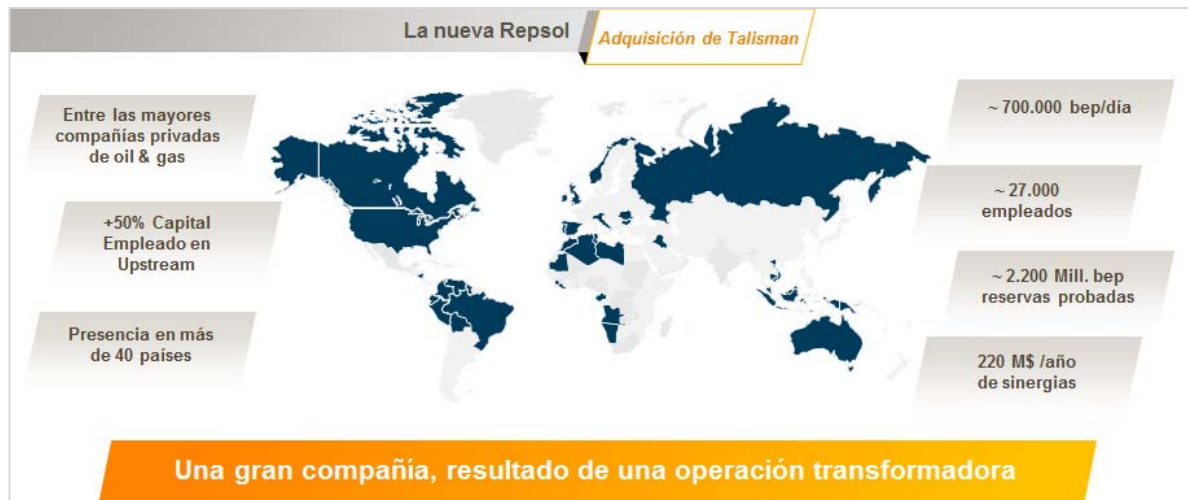 La nueva Repsol
Adquisición de Talisman
Entre las mayores
compañías privadas
de oil & gas
+50% Capital
Empleado en
Upstream
Presencia en más
de 40 países
~ 700.000 bep/día
~ 27.000
empleados
~ 2.200 Mill. bep
reservas probadas
220 M$ /año
de sinergias
Una gran compañía, resultado de una operación transformadora